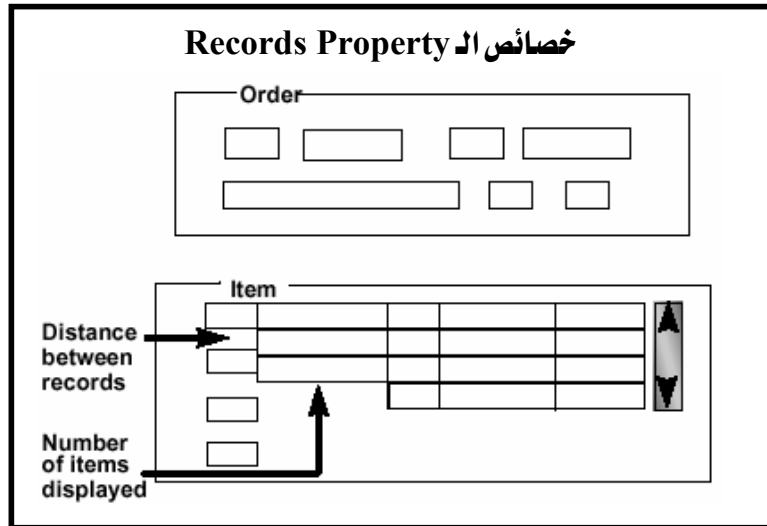 خصائص الـ Records Property
Order
Item
Distance
between
records
Number
of items
displayed